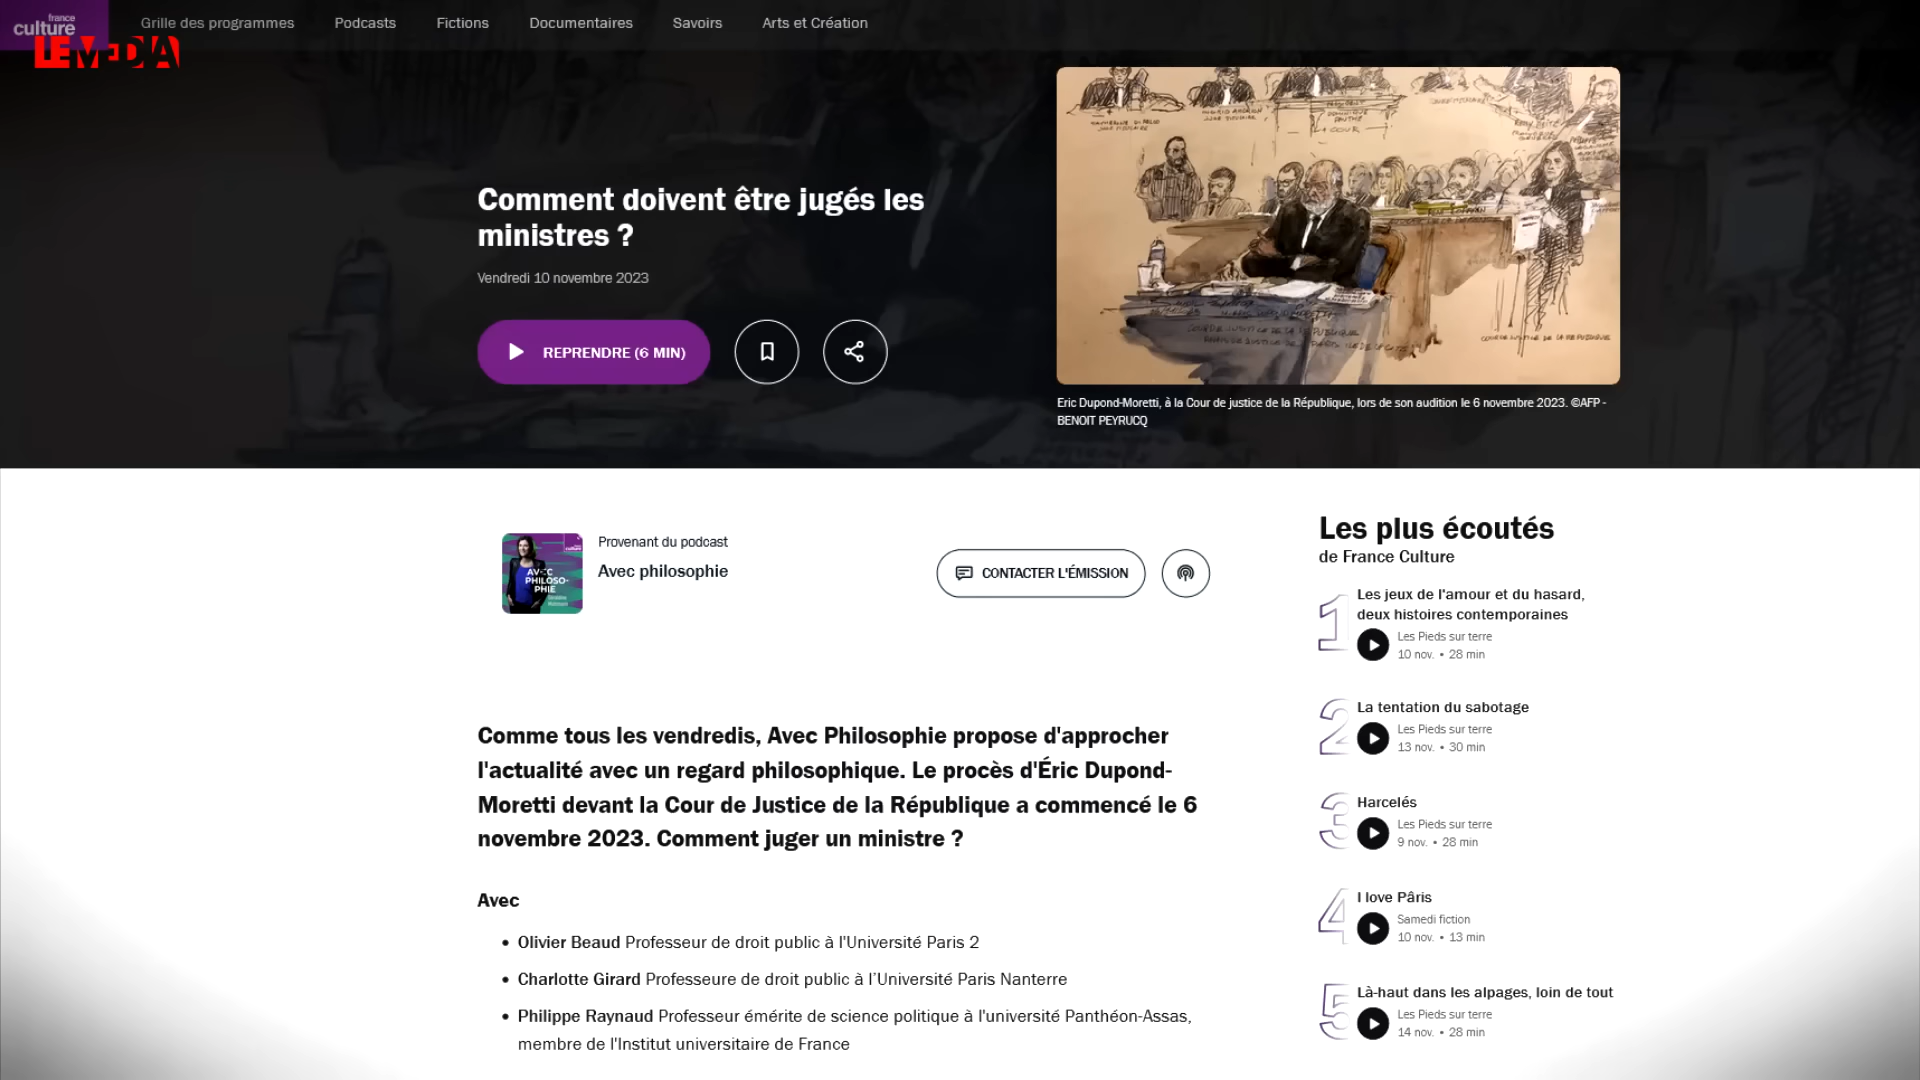 france
culture
Grille des programmes
Podcasts
Fictions
Documentaires
Savoirs
Arts et Création
LE MEDIA
Comment doivent être jugés les
ministres ?
Vendredi 10 novembre 2023
REPRENDRE (6 MIN)
Eric Dupond-Moretti, à la Cour de justice de la République, lors de son audition le 6 novembre 2023. ©AFP -
BENOIT PEYRUCQ
AVEC
PHILOSO-
PHIE
Provenant du podcast
Avec philosophie
CONTACTER L'ÉMISSION
Comme tous les vendredis, Avec Philosophie propose d'approcher
l'actualité avec un regard philosophique. Le procès d'Éric Dupond-
Moretti devant la Cour de Justice de la République a commencé le 6
novembre 2023. Comment juger un ministre ?
Avec
• Olivier Beaud Professeur de droit public à l'Université Paris 2
• Charlotte Girard Professeure de droit public à l’Université Paris Nanterre
• Philippe Raynaud Professeur émérite de science politique à l'université Panthéon-Assas,
membre de l'Institut universitaire de France
Les plus écoutés
de France Culture
1
Les jeux de l'amour et du hasard,
deux histoires contemporaines
Les Pieds sur terre
10 nov. • 28 min
2
La tentation du sabotage
Les Pieds sur terre
13 nov. • 30 min
3
Harcelés
Les Pieds sur terre
9 nov. • 28 min
4
I love Pâris
Samedi fiction
10 nov. • 13 min
5
Là-haut dans les alpages, loin de tout
Les Pieds sur terre
14 nov. • 28 min